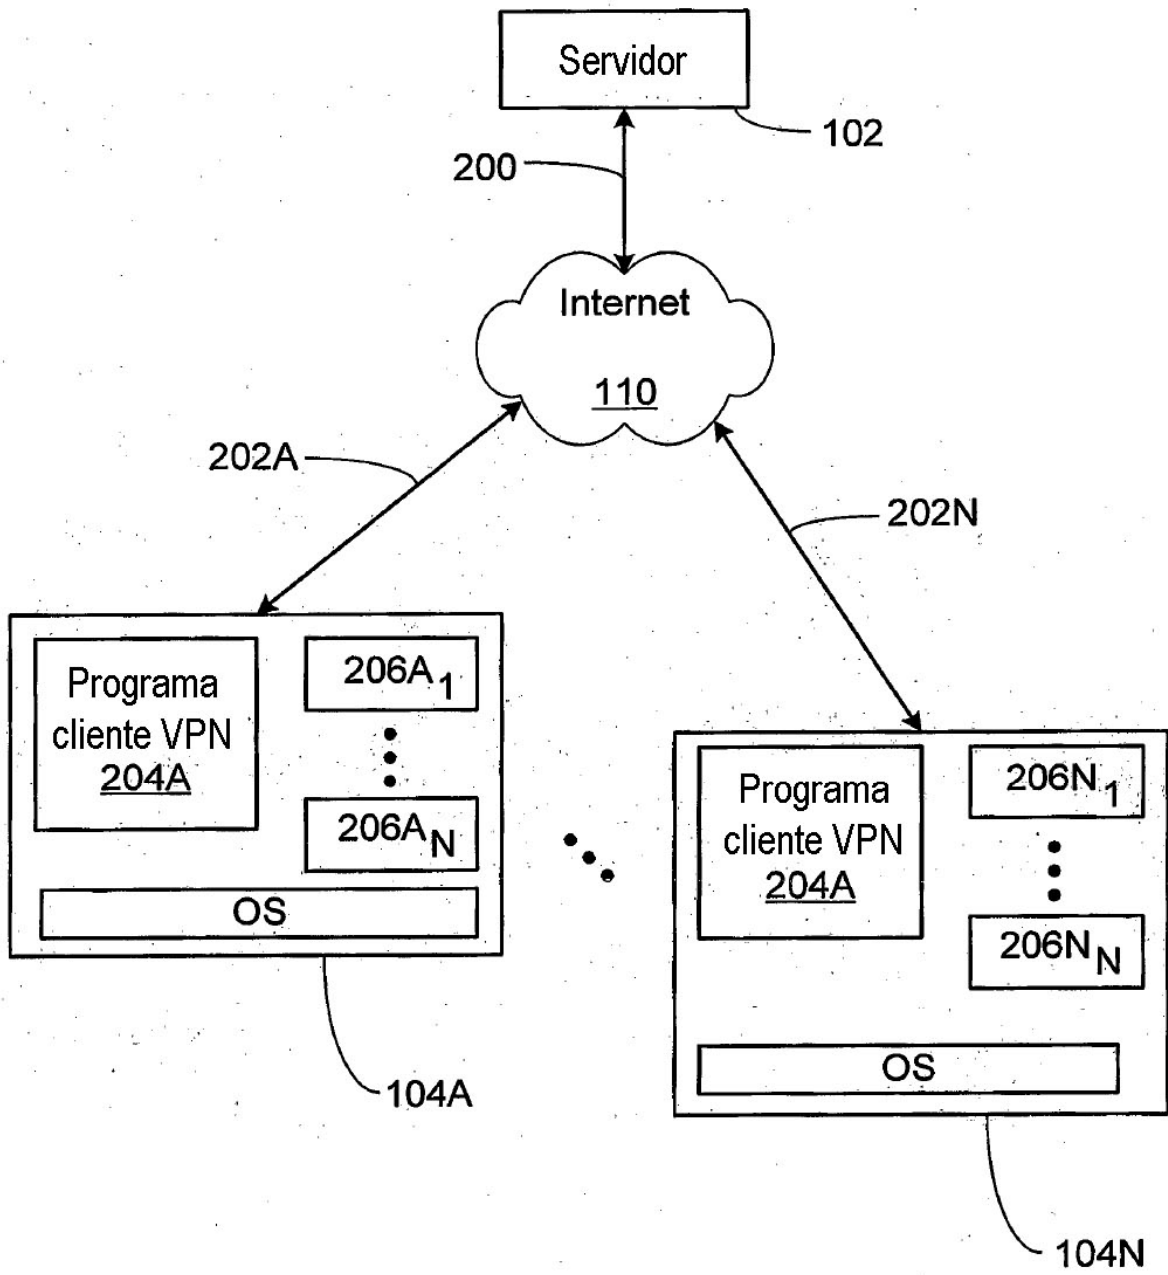 Servidor
102
200
Internet
110
202A
202N
Programa
cliente VPN
204A
206A1
206AN
OS
104A
Programa
cliente VPN
204A
206N1
206NN
OS
104N